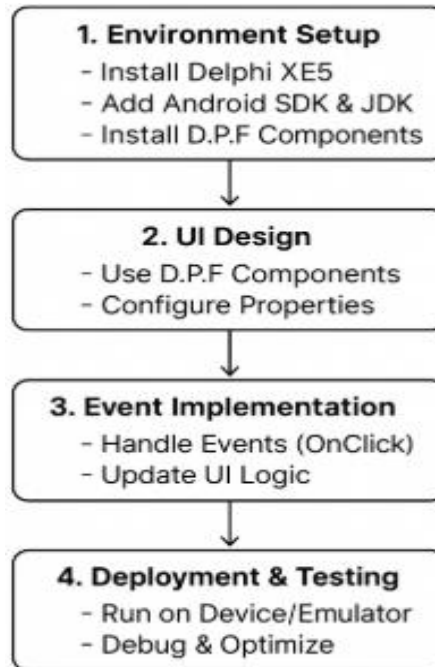 1. Environment Setup
- Install Delphi XE5
- Add Android SDK & JDK
- Install D.P.F Components
2. UI Design
- Use D.P.F Components
- Configure Properties
3. Event Implementation
- Handle Events (OnClick)
- Update UI Logic
4. Deployment & Testing
- Run on Device/Emulator
- Debug & Optimize